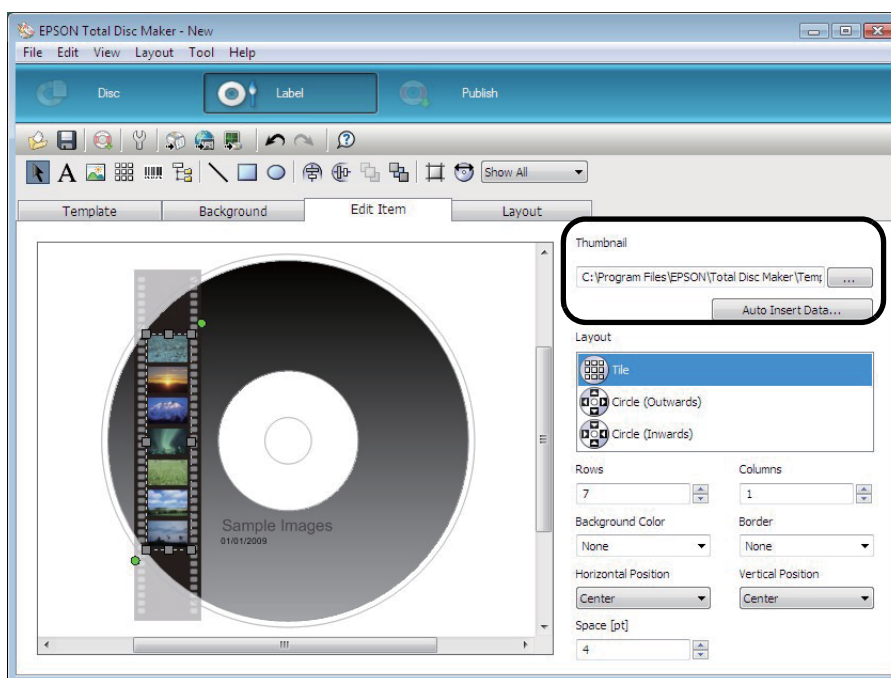 EPSON Total Disc Maker - New
File Edit View Layout Tool Help
Disc Label Publish
A Show All
Template Background Edit Item Layout
Thumbnail
C:\Program Files\EPSON\Total Disc Maker\Temp ...
Auto Insert Data...
Layout
Tile
Circle (Outwards)
Circle (Inwards)
Rows Columns
7 1
Background Color Border
None None
Horizontal Position Vertical Position
Center Center
Space [pt]
4
Sample Images
01/01/2009